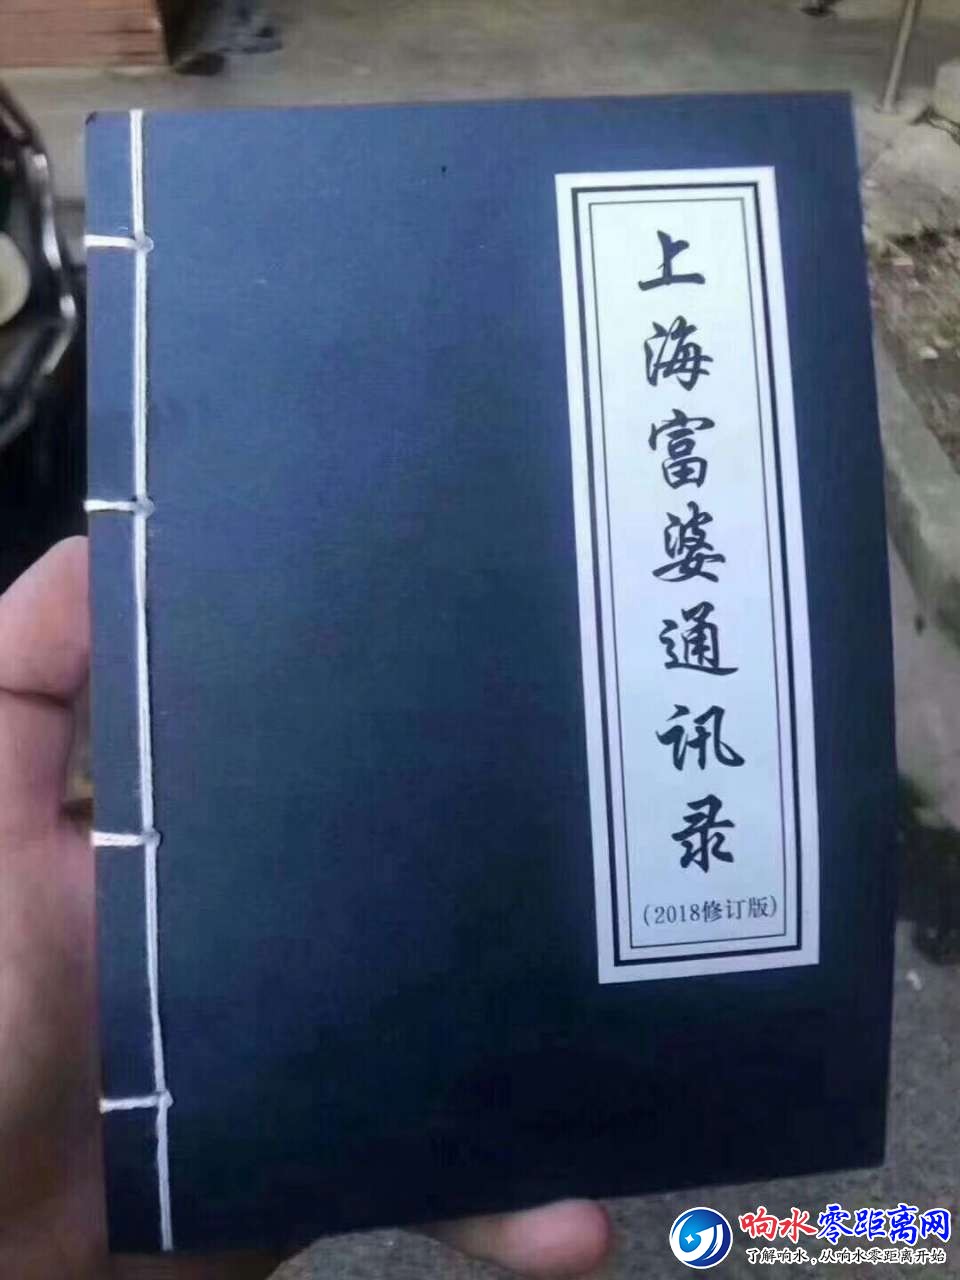 上海富婆通讯录
(2018修订版)
响水零距离网
了解响水，从响水零距离开始